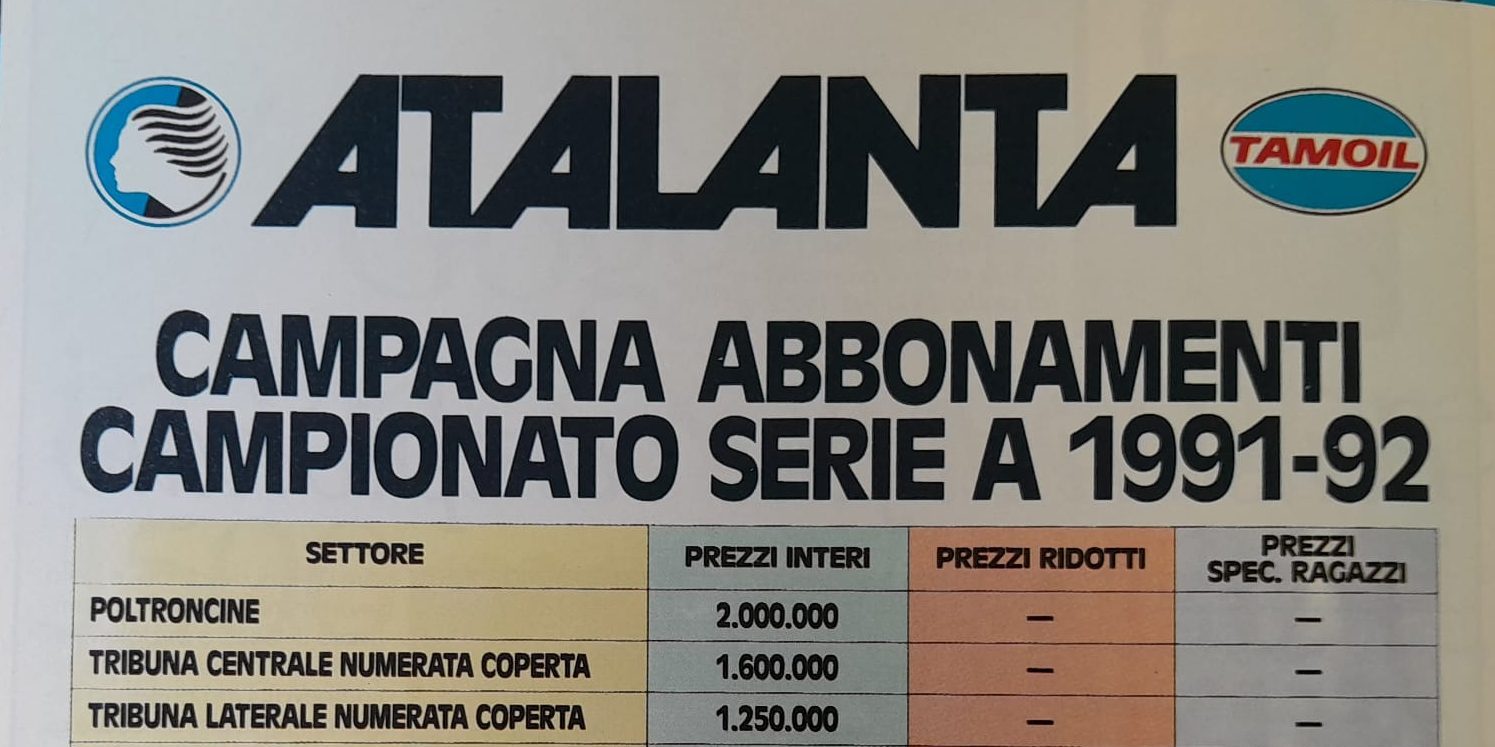 ATALANTA
TAMOIL
CAMPAGNA ABBONAMENTI
CAMPIONATO SERIE A 1991-92
SETTORE PREZZI INTERI PREZZI RIDOTTI PREZZI SPEC. RAGAZZI
POLTRONCINE 2.000.000 — —
TRIBUNA CENTRALE NUMERATA COPERTA 1.600.000 — —
TRIBUNA LATERALE NUMERATA COPERTA 1.250.000 — —